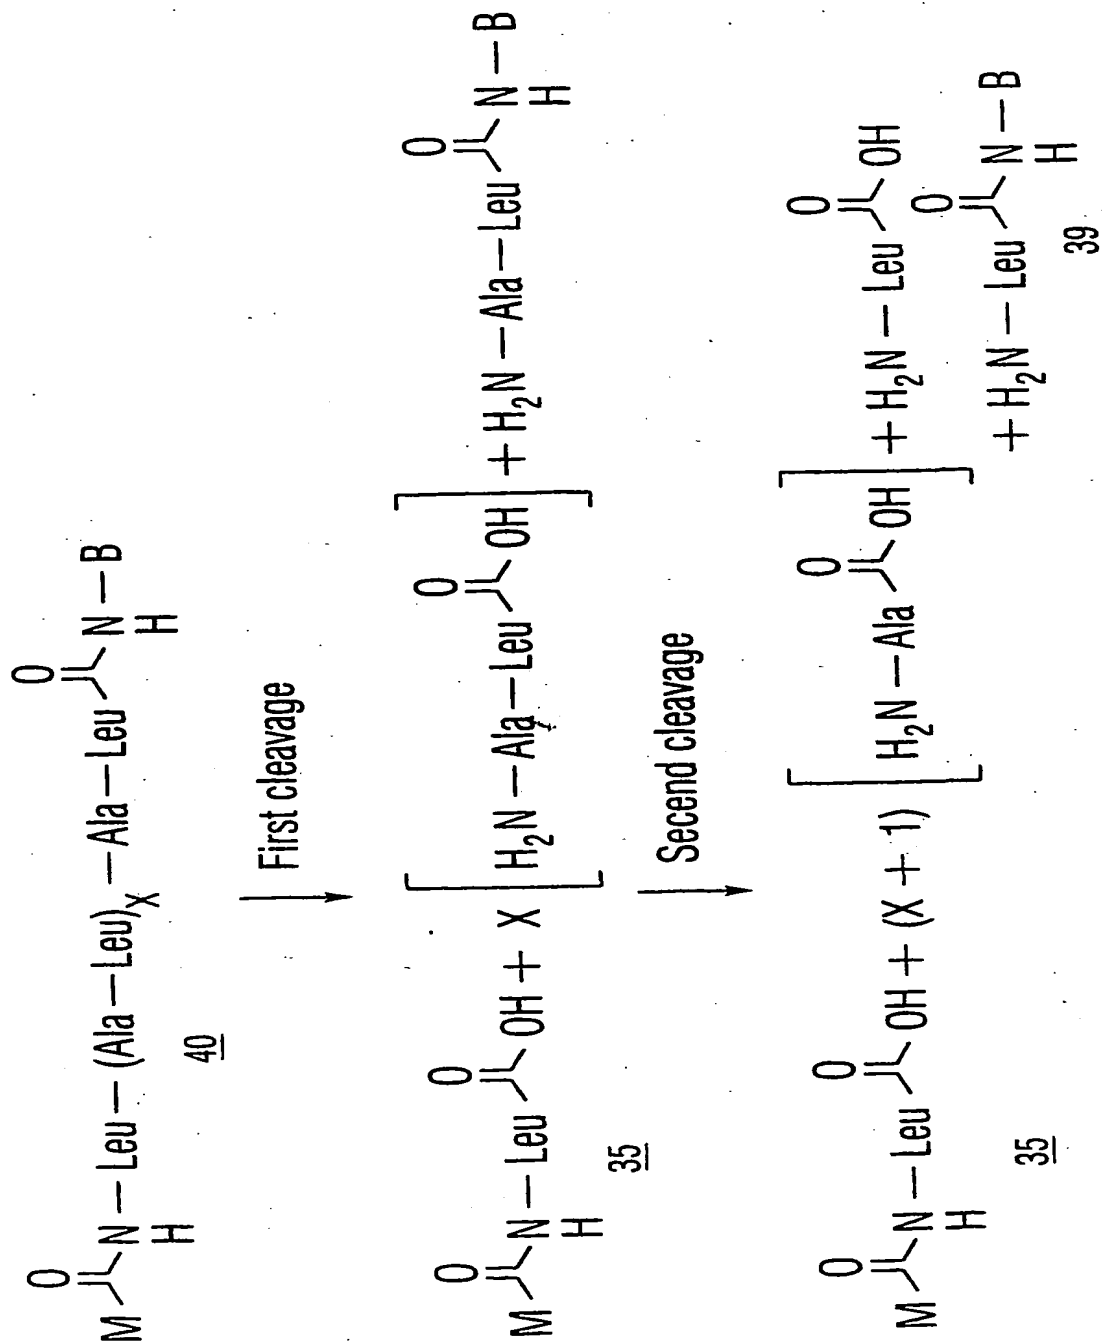 M O N H — Leu — (Ala — Leu)X — Ala — Leu O N H — B
40
First cleavage
M O N H — Leu O OH + X [ H2N — Ala — Leu O OH ] + H2N — Ala — Leu O N H — B
35
Secend cleavage
M O N H — Leu O OH + (X + 1) [ H2N — Ala O OH ] + H2N — Leu O OH
+ H2N — Leu O N H — B
35
39